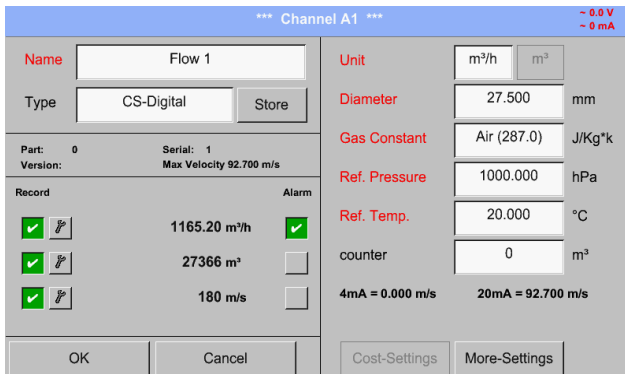 *** Channel A1 ***
~ 0.0 V
~ 0 mA
Name Flow 1
Type CS-Digital Store
Part: 0 Serial: 1
Version: Max Velocity 92.700 m/s
Record Alarm
1165.20 m³/h
27366 m³
180 m/s
OK Cancel
Unit m³/h m³
Diameter 27.500 mm
Gas Constant Air (287.0) J/Kg*k
Ref. Pressure 1000.000 hPa
Ref. Temp. 20.000 °C
counter 0 m³
4mA = 0.000 m/s 20mA = 92.700 m/s
Cost-Settings More-Settings